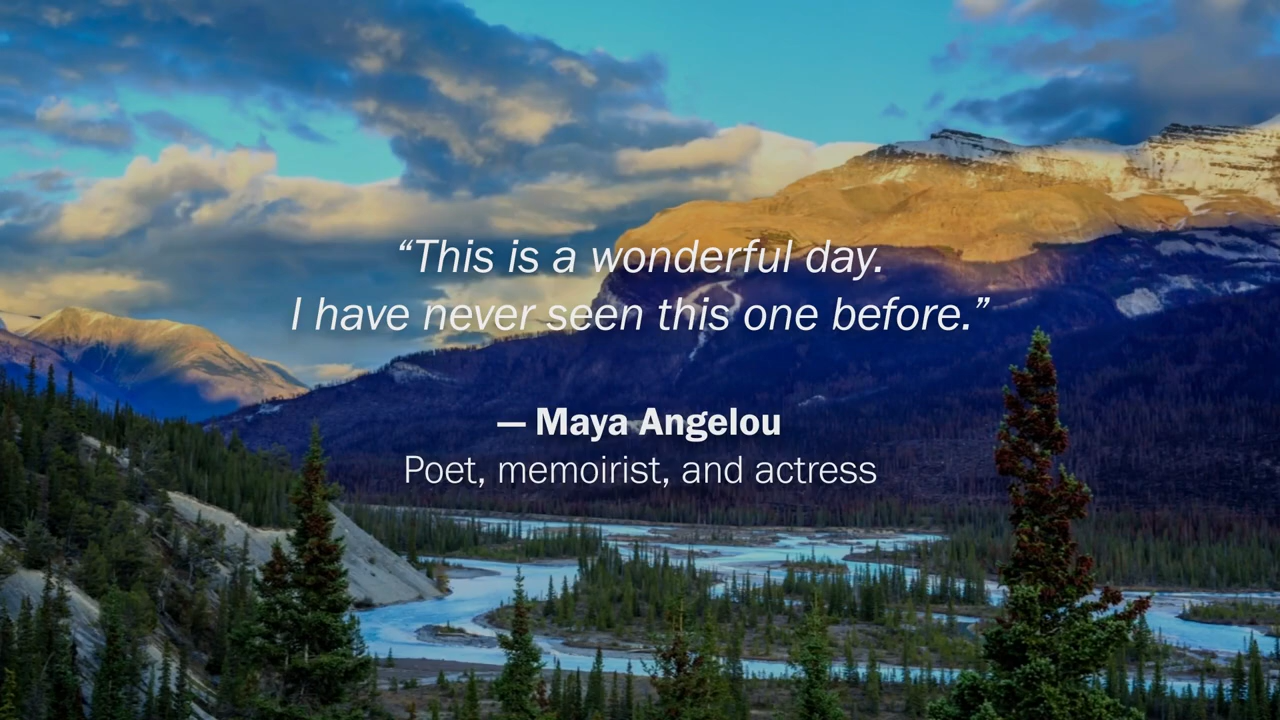 “This is a wonderful day.
I have never seen this one before.”
— Maya Angelou
Poet, memoirist, and actress